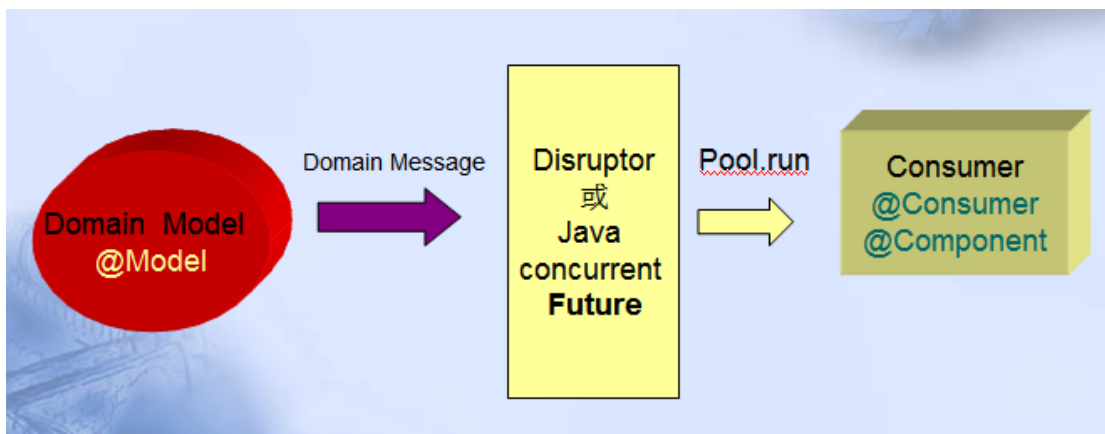 Domain Model
@Model
Domain Message
Disruptor
或
Java
concurrent
Future
Pool.run
Consumer
@Consumer
@Component